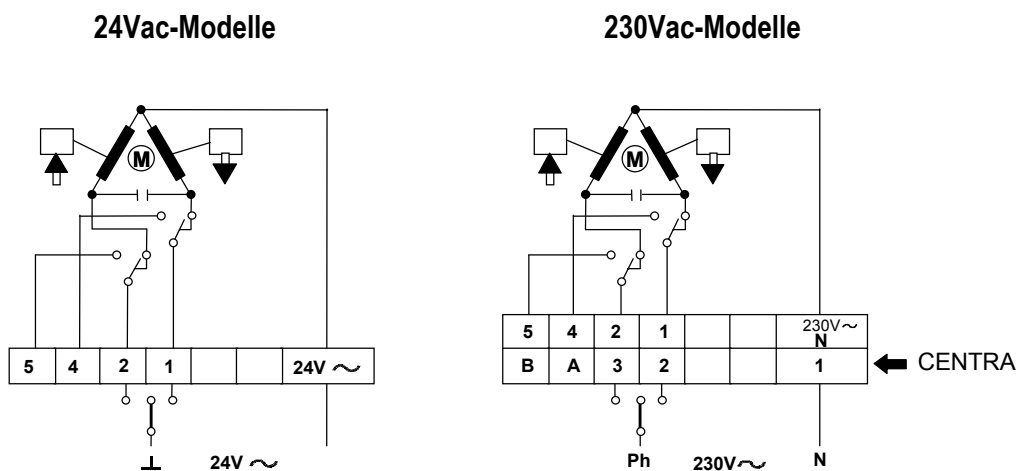 24Vac-Modelle
230Vac-Modelle
M
M
5 4 2 1 24V ~
24V ~
5 4 2 1 230V~ N
B A 3 2 1 CENTRA
Ph 230V~ N